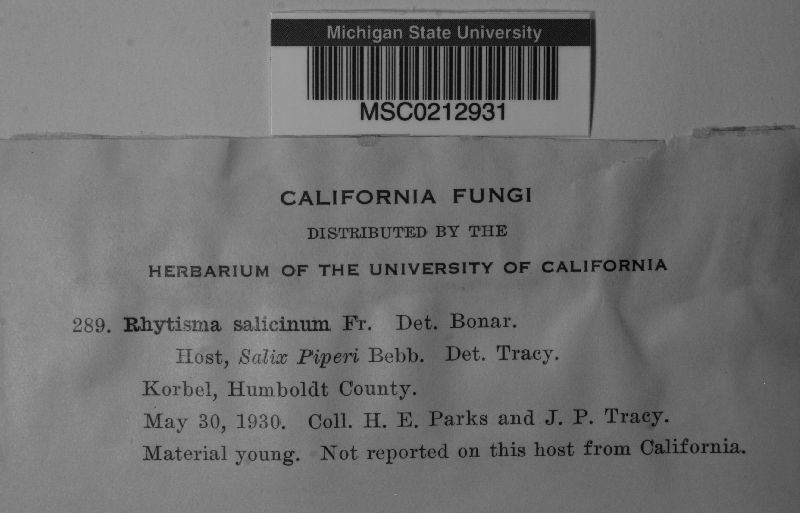 Michigan State University
MSC0212931
CALIFORNIA FUNGI
DISTRIBUTED BY THE
HERBARIUM OF THE UNIVERSITY OF CALIFORNIA
289. Rhytisma salicinum Fr. Det. Bonar.
Host, Salix Piperi Bebb. Det. Tracy.
Korbel, Humboldt County.
May 30, 1930. Coll. H. E. Parks and J. P. Tracy.
Material young. Not reported on this host from California.